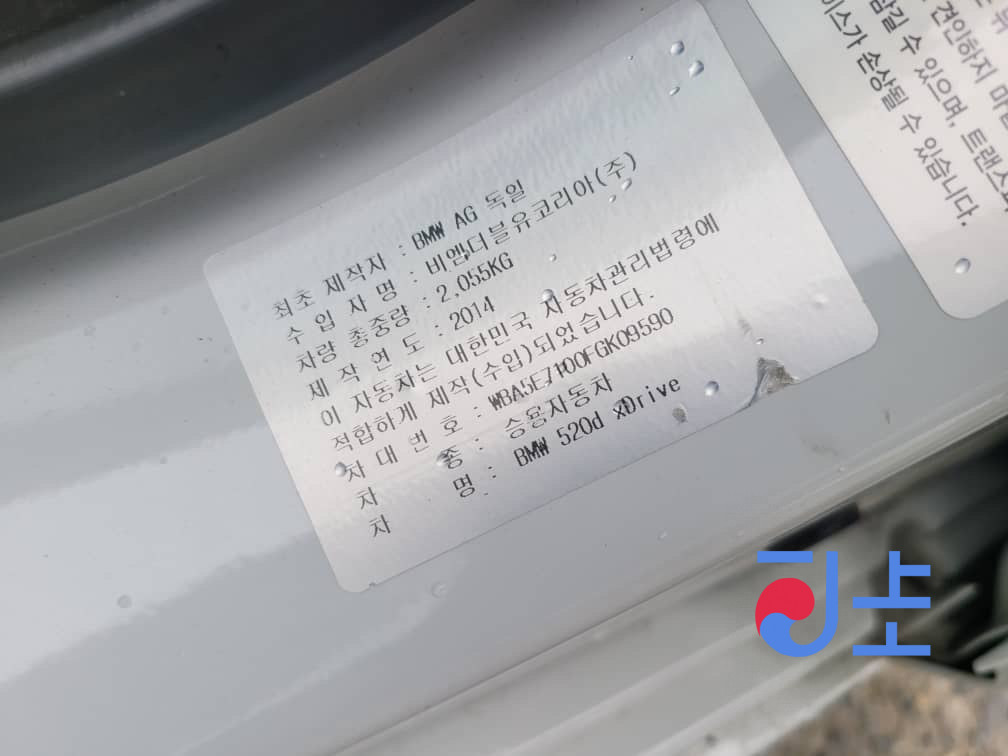 최초 제작자 : BMW AG 독일
수 입 자 명 : 비엠더블유코리아(주)
차량 총중량 : 2,055KG
제 작 연 도 : 2014
이 자동차는 대한민국 자동차관리법령에
적합하게 제작(수입)되었습니다.
차 대 번 호 : WBA5E7100FGK09590
차 종 : 승용자동차
차 명 : BMW 520d xDrive
견인하지
길 수 있으며,
손상될 수 있습니다.